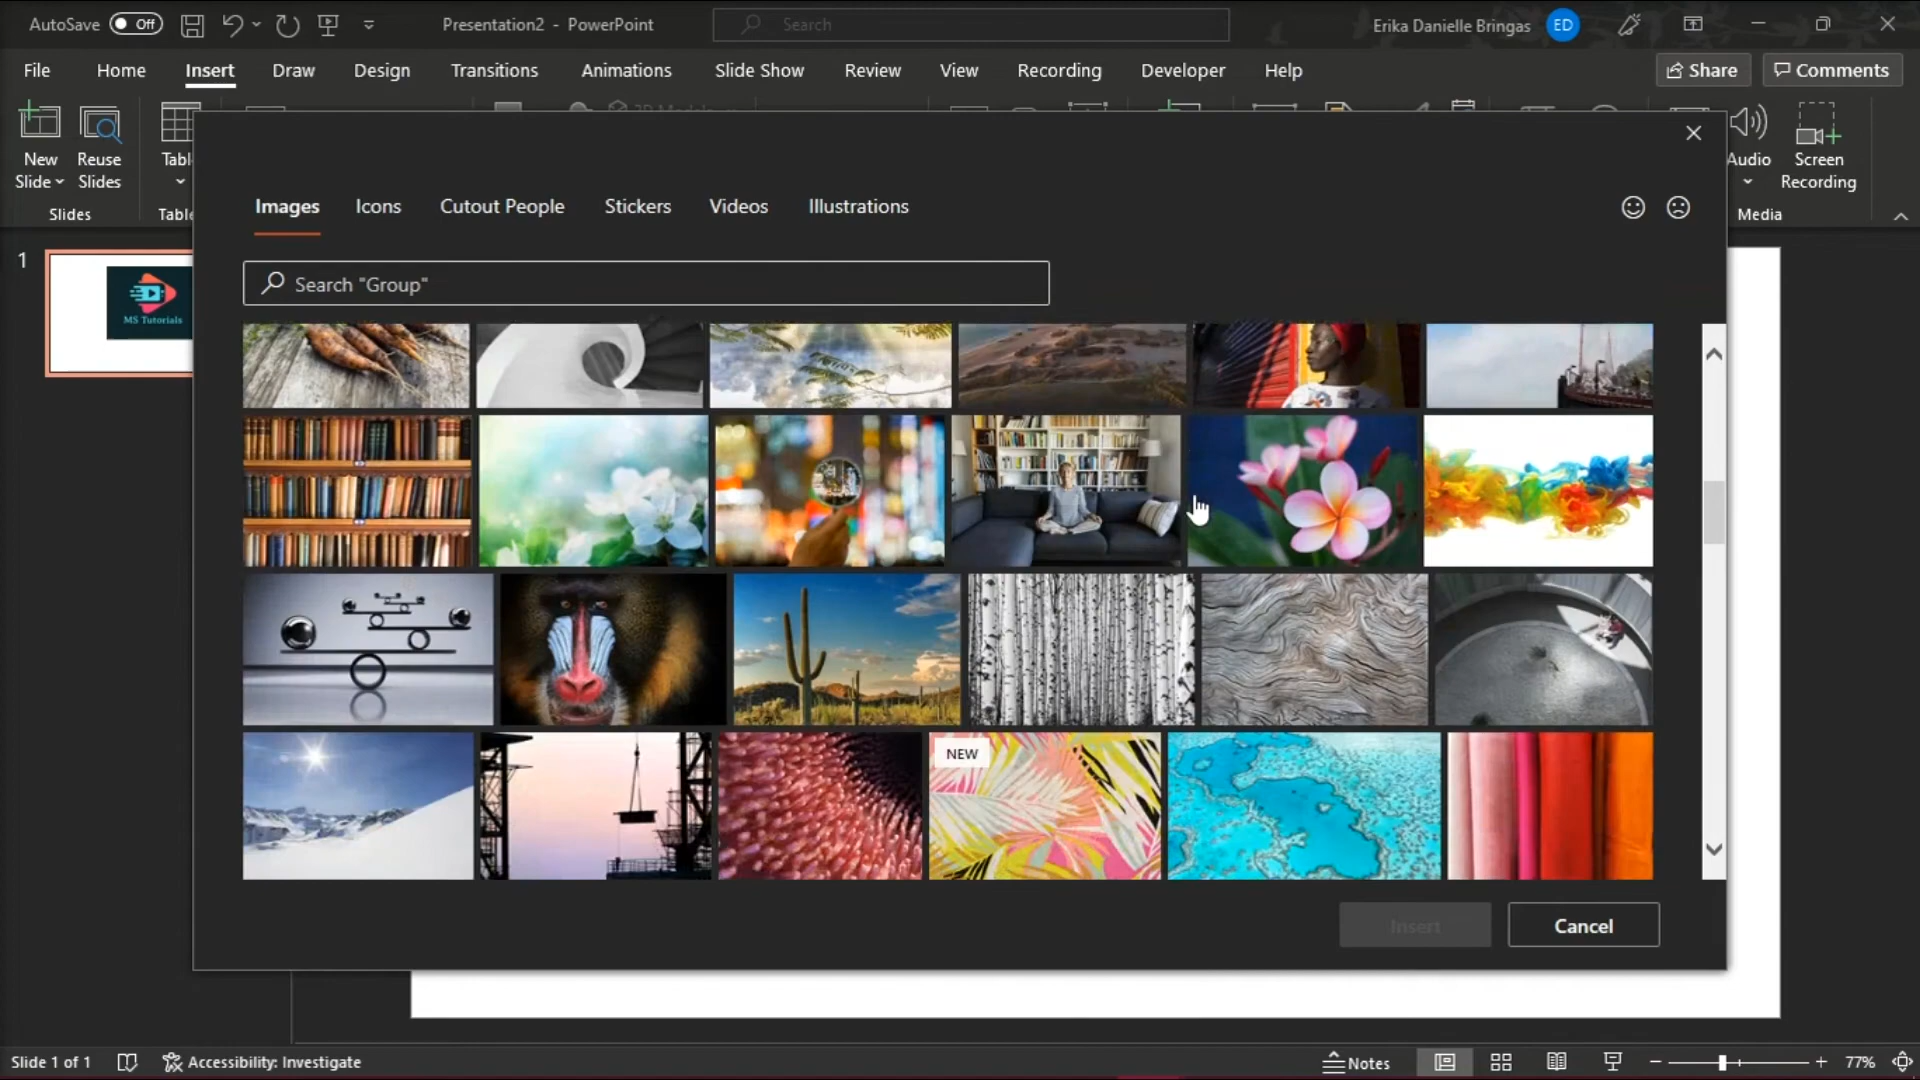 AutoSave Off Presentation2 - PowerPoint Search Erika Danielle Bringas ED
File Home Insert Draw Design Transitions Animations Slide Show Review View Recording Developer Help Share Comments
New Slide
Reuse Slides
Slides
Audio
Screen Recording
Media
Images Icons Cutout People Stickers Videos Illustrations
Search "Group"
1
MS Tutorials
NEW
Insert Cancel
Slide 1 of 1 Accessibility: Investigate Notes 77%